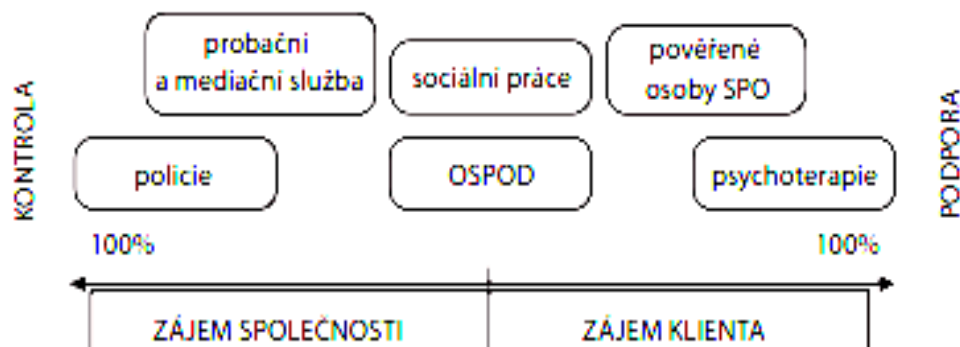 KONTROLA
probační
a mediační služba
sociální práce
pověřené
osoby SPO
policie
OSPOD
psychoterapie
PODPORA
100%
100%
ZÁJEM SPOLEČNOSTI
ZÁJEM KLIENTA